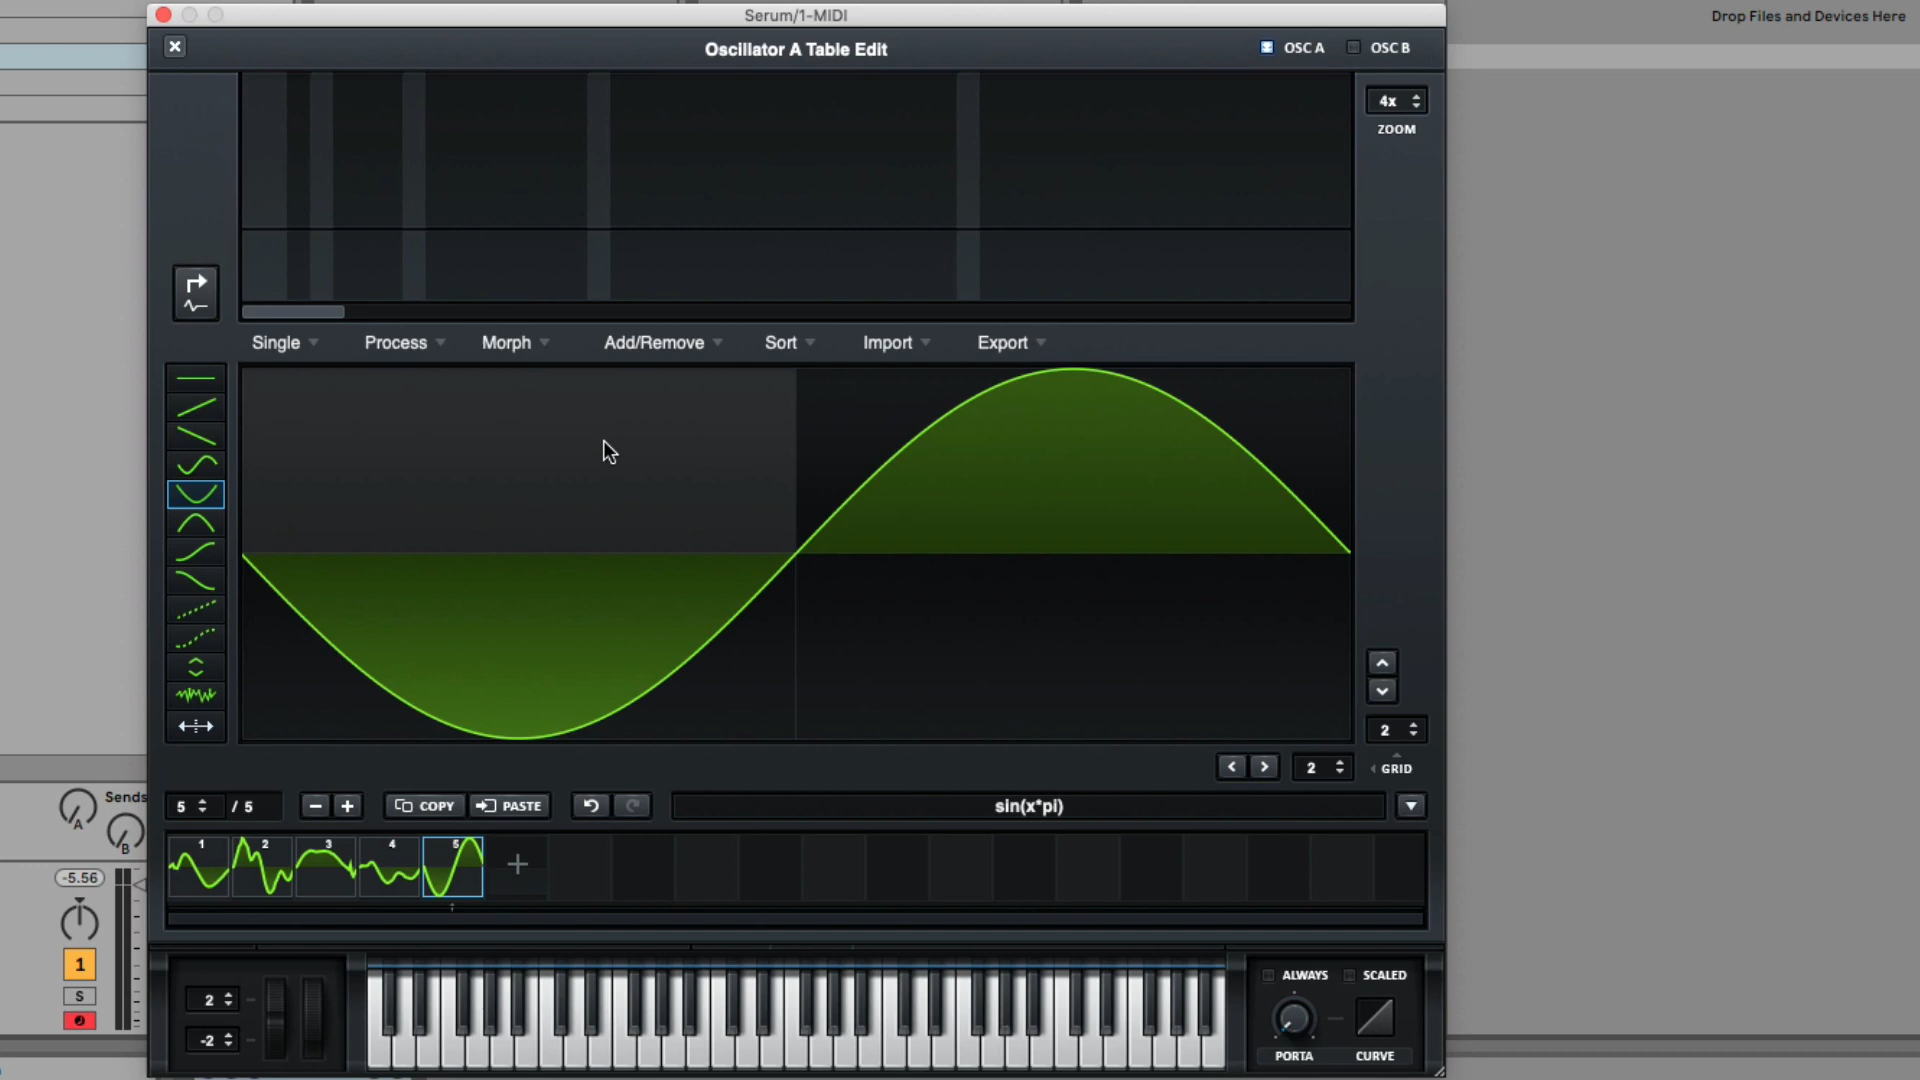 Serum/1-MIDI
Drop Files and Devices Here
Oscillator A Table Edit
OSC A
OSC B
4x
ZOOM
Single Process Morph Add/Remove Sort Import Export
2
2
GRID
5 / 5
COPY
PASTE
sin(x*pi)
1 2 3 4 5
Sends
A
B
-5.56
1
S
2
-2
ALWAYS
SCALED
PORTA
CURVE